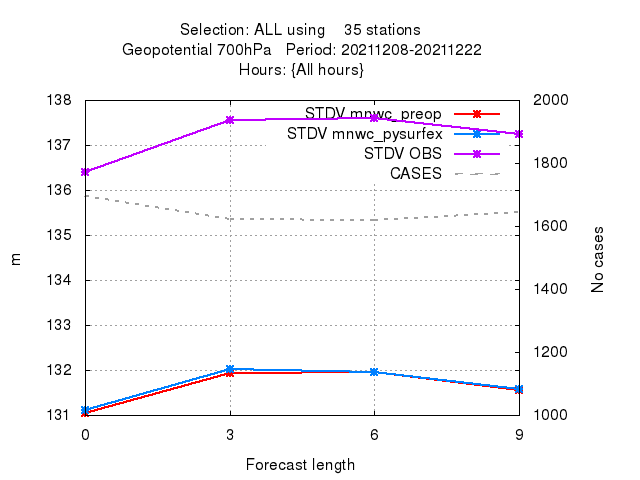 Selection: ALL using    35 stations
Geopotential 700hPa   Period: 20211208-20211222
Hours: {All hours}
STDV mnwc_preop
STDV mnwc_pysurfex
STDV OBS
CASES
138
137
136
135
134
133
132
131
m
2000
1800
1600
1400
1200
1000
No cases
0 3 6 9
Forecast length